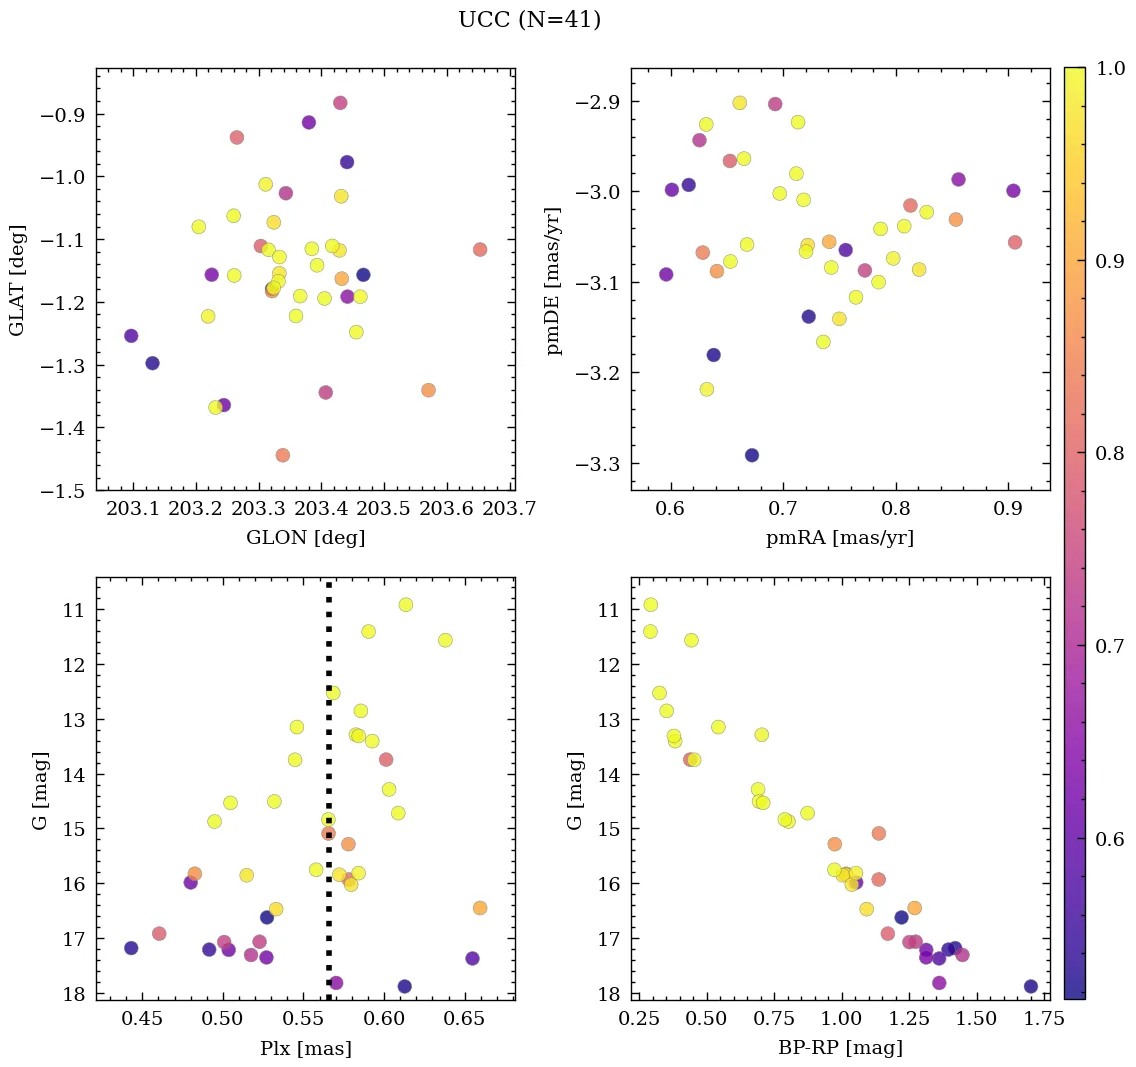 UCC (N=41)
−0.9
−1.0
−1.1
−1.2
−1.3
−1.4
−1.5
GLAT [deg]
203.1 203.2 203.3 203.4 203.5 203.6 203.7
GLON [deg]
−2.9
−3.0
−3.1
−3.2
−3.3
pmDE [mas/yr]
0.6 0.7 0.8 0.9
pmRA [mas/yr]
11
12
13
14
15
16
17
18
G [mag]
0.45 0.50 0.55 0.60 0.65
Plx [mas]
11
12
13
14
15
16
17
18
G [mag]
0.25 0.50 0.75 1.00 1.25 1.50 1.75
BP-RP [mag]
1.0
0.9
0.8
0.7
0.6